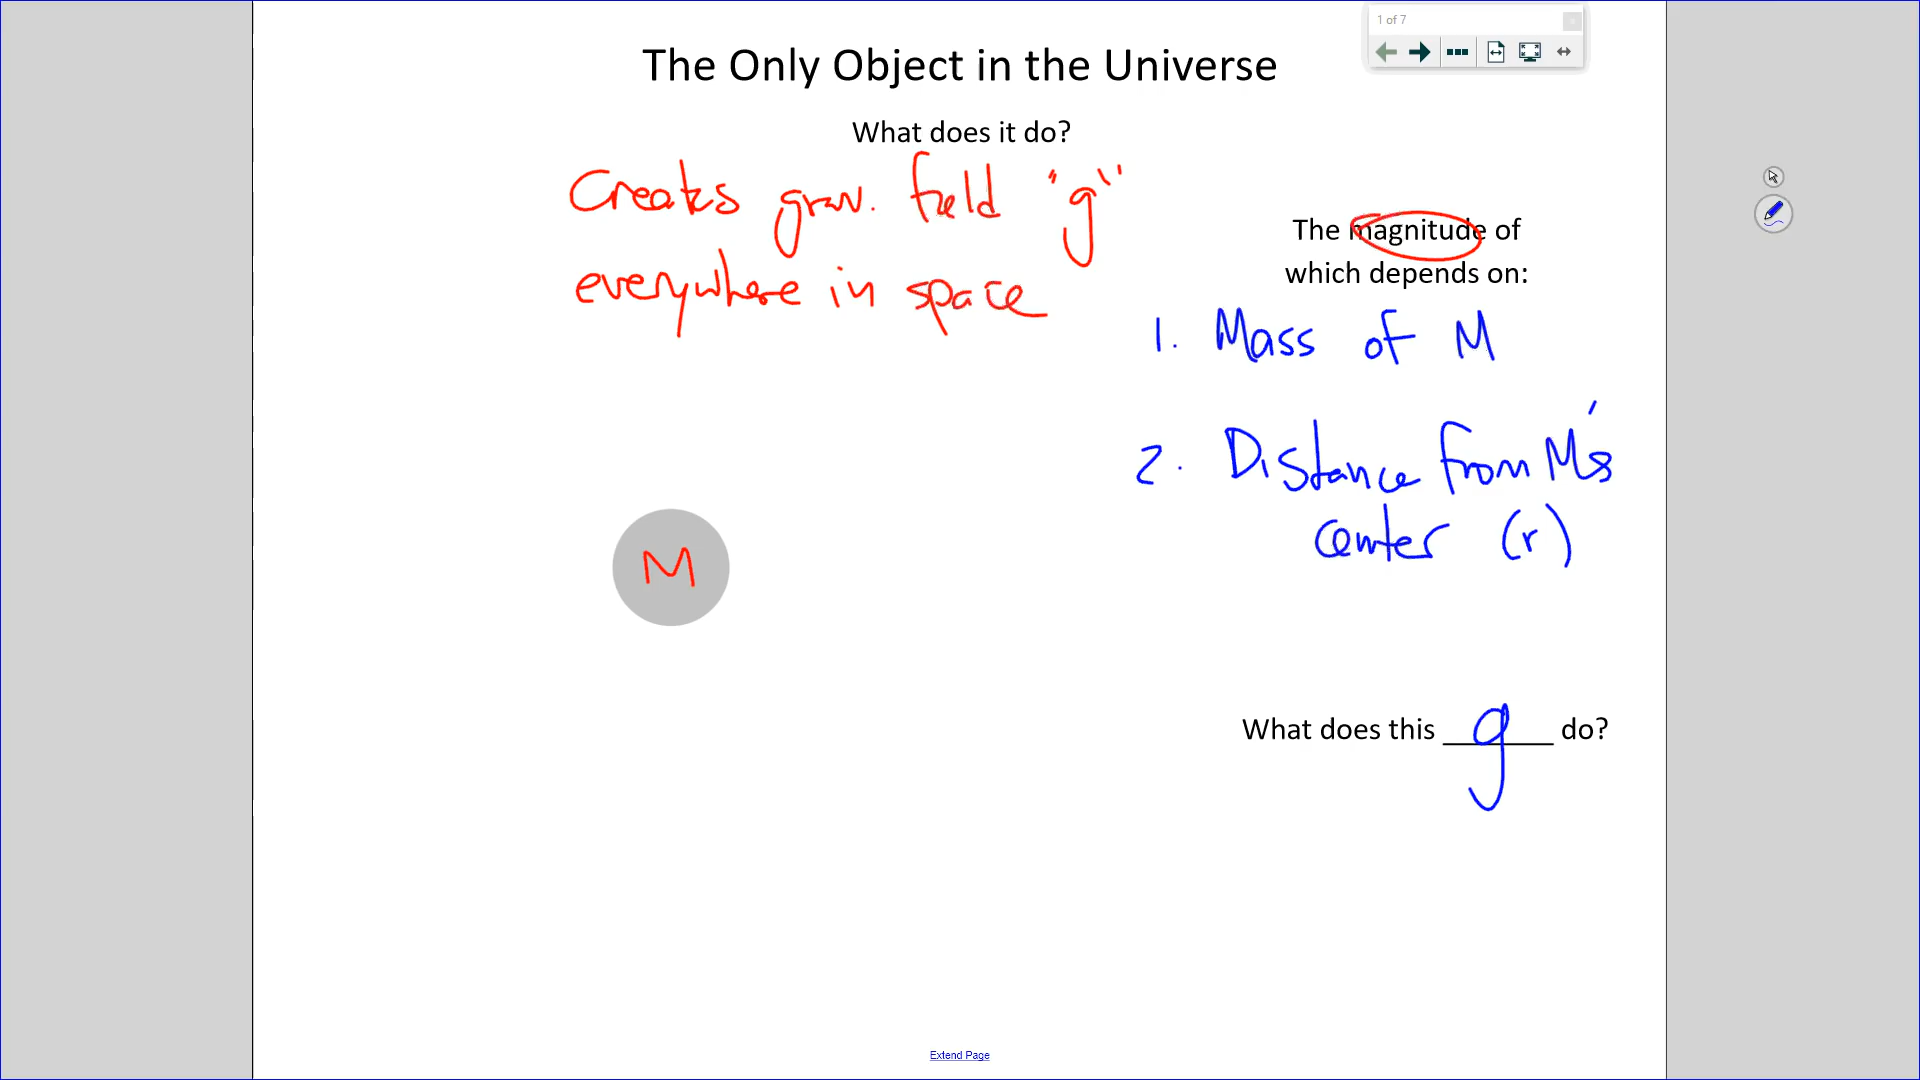 1 of 7
The Only Object in the Universe
What does it do?
Creates grav. field "g"
everywhere in space
The magnitude of
which depends on:
1. Mass of M
2. Distance from M's
center (r)
M
What does this g do?
Extend Page